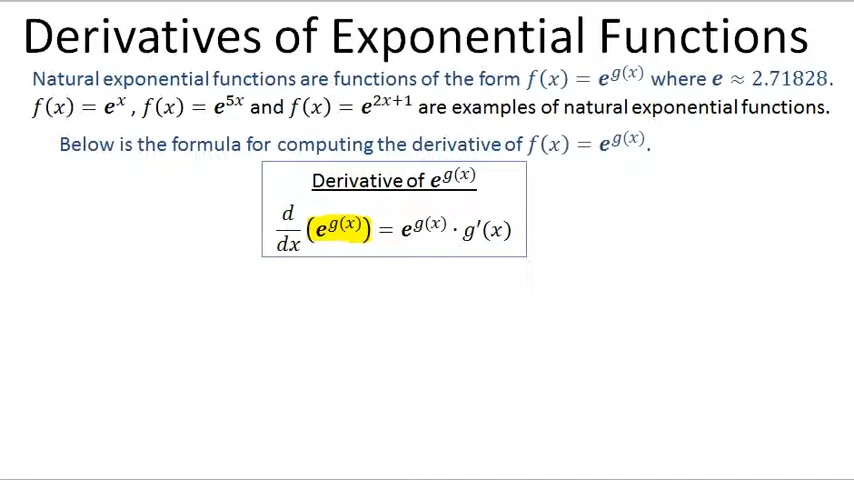 Derivatives of Exponential Functions
Natural exponential functions are functions of the form f(x) = e^{g(x)} where e ≈ 2.71828.
f(x) = e^x , f(x) = e^{5x} and f(x) = e^{2x+1} are examples of natural exponential functions.
Below is the formula for computing the derivative of f(x) = e^{g(x)}.
Derivative of e^{g(x)}
d/dx (e^{g(x)}) = e^{g(x)} · g′(x)